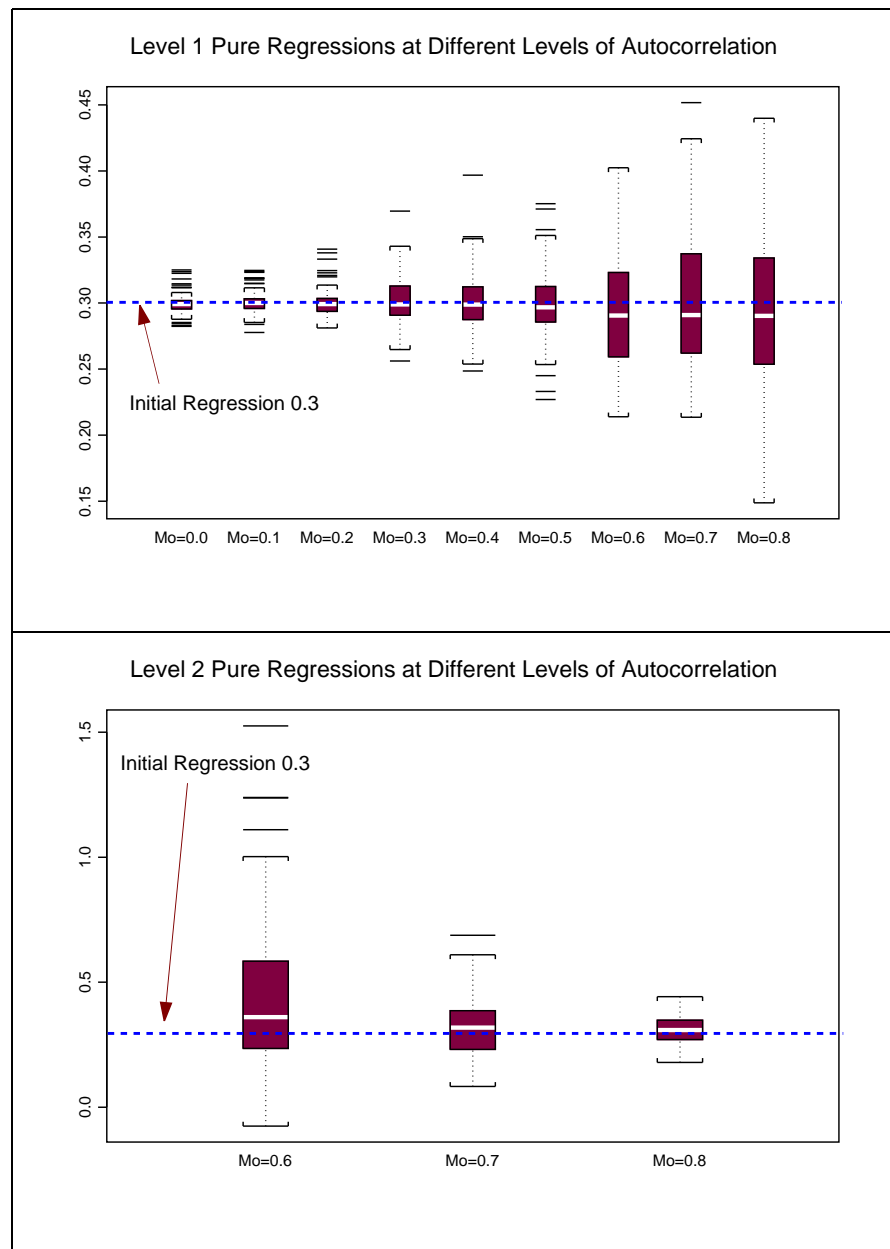 Level 1 Pure Regressions at Different Levels of Autocorrelation
0.45
0.40
0.35
0.30
0.25
0.20
0.15
Initial Regression 0.3
Mo=0.0 Mo=0.1 Mo=0.2 Mo=0.3 Mo=0.4 Mo=0.5 Mo=0.6 Mo=0.7 Mo=0.8
Level 2 Pure Regressions at Different Levels of Autocorrelation
1.5
Initial Regression 0.3
1.0
0.5
0.0
Mo=0.6 Mo=0.7 Mo=0.8